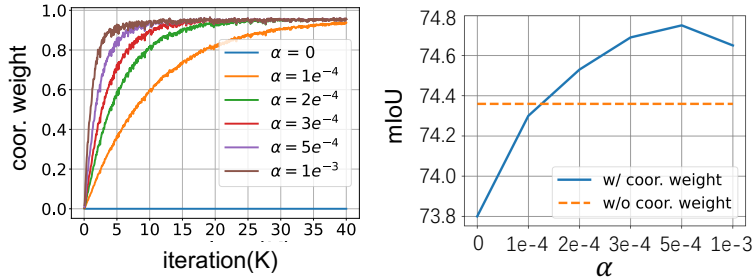 coor. weight
1.0
0.8
0.6
0.4
0.2
0.0
α = 0
α = 1e⁻⁴
α = 2e⁻⁴
α = 3e⁻⁴
α = 5e⁻⁴
α = 1e⁻³
0 5 10 15 20 25 30 35 40
iteration(K)
mIoU
74.8
74.6
74.4
74.2
74.0
73.8
w/ coor. weight
w/o coor. weight
0 1e-4 2e-4 3e-4 5e-4 1e-3
α